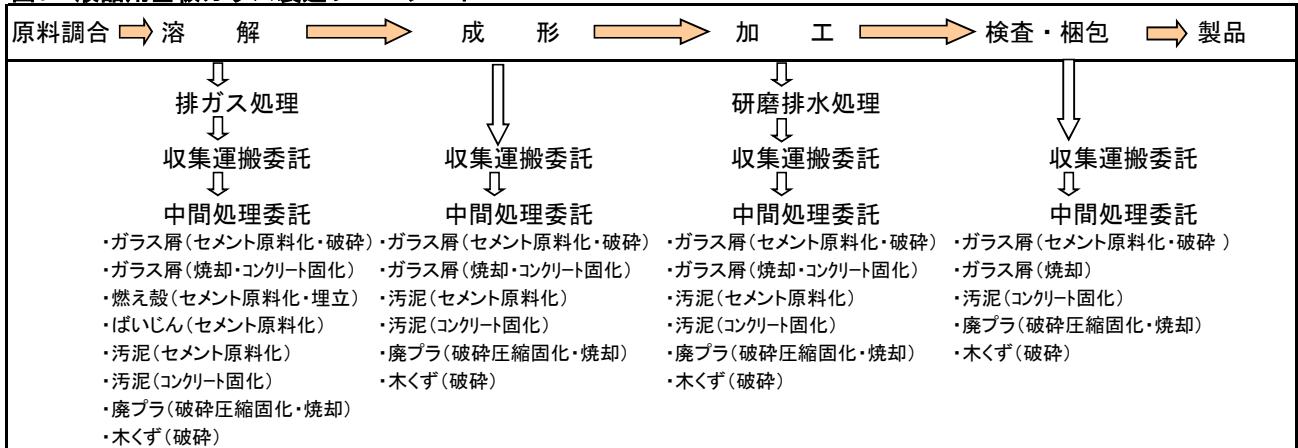 原料調合 溶 解 成 形 加 工 検査・梱包 製品
排ガス処理 研磨排水処理
収集運搬委託 収集運搬委託 収集運搬委託 収集運搬委託
中間処理委託 中間処理委託 中間処理委託 中間処理委託
・ガラス屑(セメント原料化・破砕) ・ガラス屑(セメント原料化・破砕) ・ガラス屑(セメント原料化・破砕) ・ガラス屑(セメント原料化・破砕 )
・ガラス屑(焼却・コンクリート固化) ・ガラス屑(焼却・コンクリート固化) ・ガラス屑(焼却・コンクリート固化) ・ガラス屑(焼却)
・燃え殻(セメント原料化・埋立) ・汚泥(セメント原料化) ・汚泥(セメント原料化) ・汚泥(コンクリート固化)
・ばいじん(セメント原料化) ・汚泥(コンクリート固化) ・汚泥(コンクリート固化) ・廃プラ(破砕圧縮固化・焼却)
・汚泥(セメント原料化) ・廃プラ(破砕圧縮固化・焼却) ・廃プラ(破砕圧縮固化・焼却) ・木くず(破砕)
・汚泥(コンクリート固化) ・木くず(破砕) ・木くず(破砕)
・廃プラ(破砕圧縮固化・焼却)
・木くず(破砕)